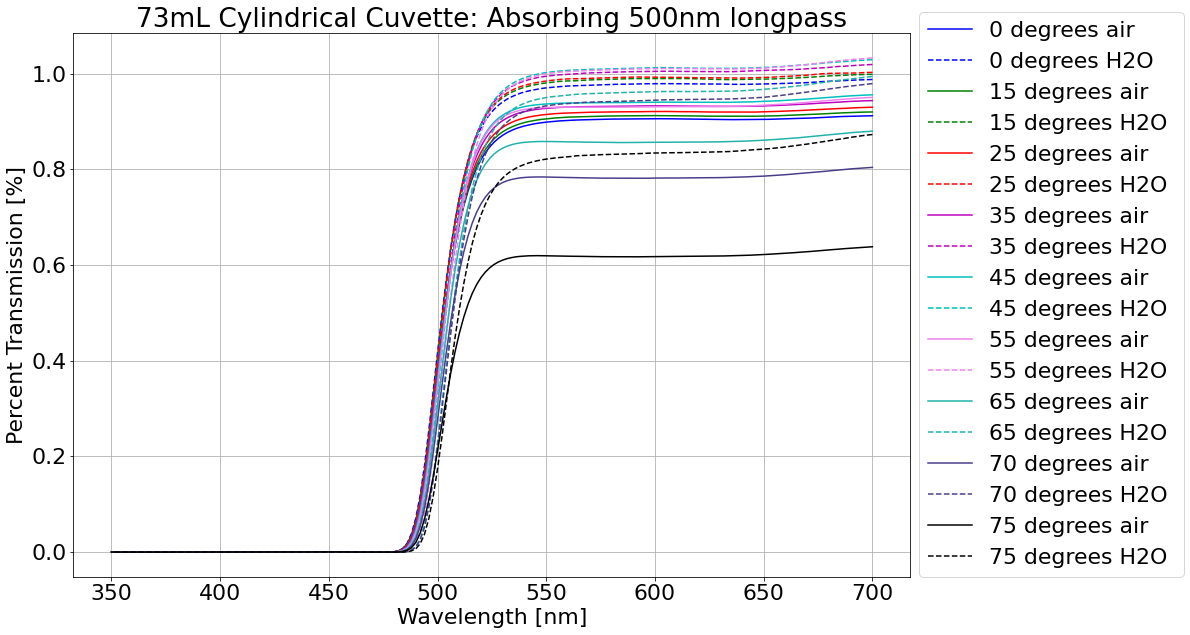 73mL Cylindrical Cuvette: Absorbing 500nm longpass
Percent Transmission [%]
1.0
0.8
0.6
0.4
0.2
0.0
350 400 450 500 550 600 650 700
Wavelength [nm]
0 degrees air
0 degrees H2O
15 degrees air
15 degrees H2O
25 degrees air
25 degrees H2O
35 degrees air
35 degrees H2O
45 degrees air
45 degrees H2O
55 degrees air
55 degrees H2O
65 degrees air
65 degrees H2O
70 degrees air
70 degrees H2O
75 degrees air
75 degrees H2O